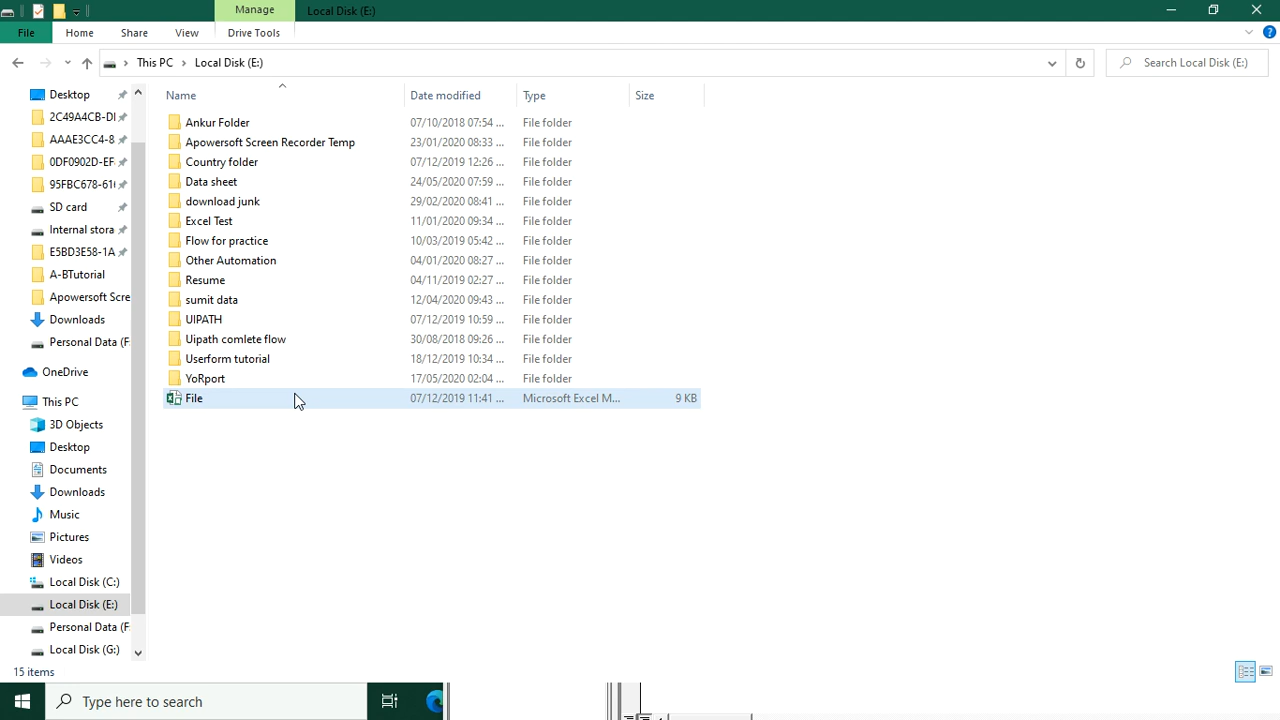 Manage Local Disk (E:)
File Home Share View Drive Tools
This PC Local Disk (E:) Search Local Disk (E:)
Name Date modified Type Size
Desktop
2C49A4CB-DI
AAAE3CC4-8
0DF0902D-EF
95FBC678-61
SD card
Internal stora
E5BD3E58-1A
A-BTutorial
Apowersoft Scre
Downloads
Personal Data (F
OneDrive
This PC
3D Objects
Desktop
Documents
Downloads
Music
Pictures
Videos
Local Disk (C:)
Local Disk (E:)
Personal Data (F
Local Disk (G:)
Ankur Folder 07/10/2018 07:54 ... File folder
Apowersoft Screen Recorder Temp 23/01/2020 08:33 ... File folder
Country folder 07/12/2019 12:26 ... File folder
Data sheet 24/05/2020 07:59 ... File folder
download junk 29/02/2020 08:41 ... File folder
Excel Test 11/01/2020 09:34 ... File folder
Flow for practice 10/03/2019 05:42 ... File folder
Other Automation 04/01/2020 08:27 ... File folder
Resume 04/11/2019 02:27 ... File folder
sumit data 12/04/2020 09:43 ... File folder
UIPATH 07/12/2019 10:59 ... File folder
Uipath comlete flow 30/08/2018 09:26 ... File folder
Userform tutorial 18/12/2019 10:34 ... File folder
YoRport 17/05/2020 02:04 ... File folder
File 07/12/2019 11:41 ... Microsoft Excel M... 9 KB
15 items
Type here to search